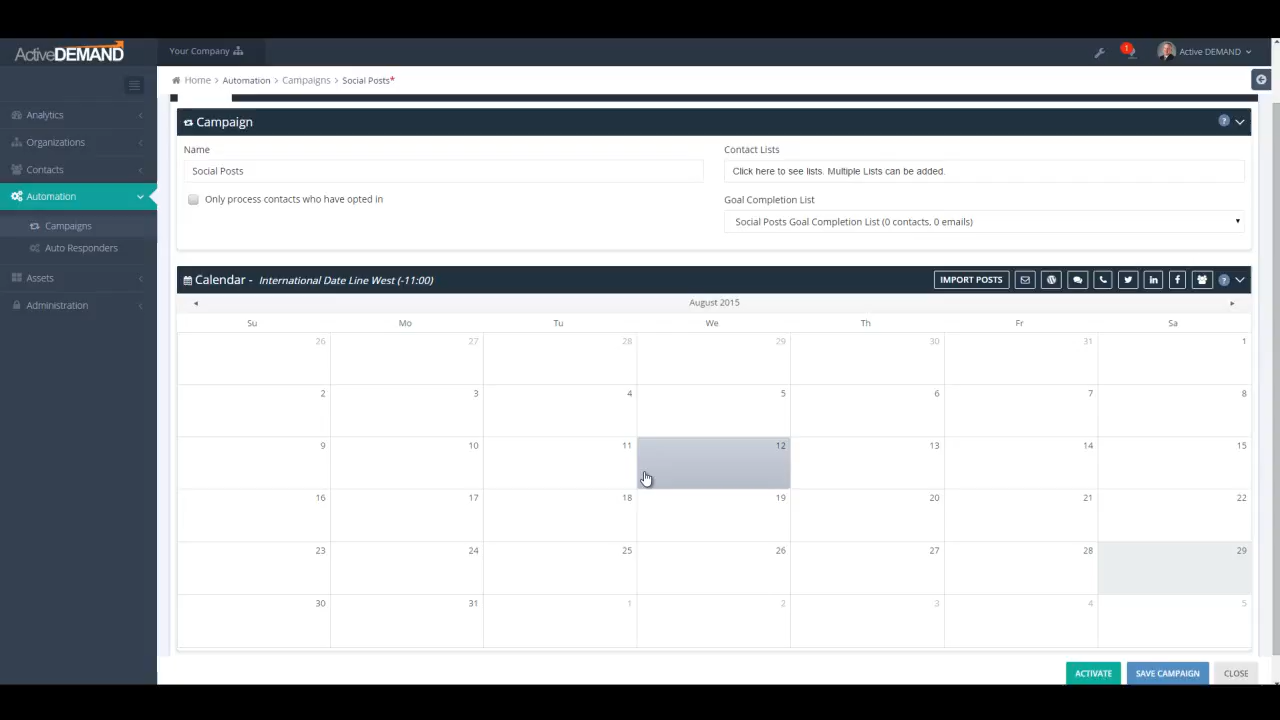 ActiveDEMAND
Your Company
1
Active DEMAND
Home > Automation > Campaigns > Social Posts*
Analytics
Organizations
Contacts
Automation
Campaigns
Auto Responders
Assets
Administration
Campaign
?
Name
Contact Lists
Social Posts
Click here to see lists. Multiple Lists can be added.
Only process contacts who have opted in
Goal Completion List
Social Posts Goal Completion List (0 contacts, 0 emails)
Calendar - International Date Line West (-11:00)
IMPORT POSTS
?
August 2015
Su Mo Tu We Th Fr Sa
26 27 28 29 30 31 1
2 3 4 5 6 7 8
9 10 11 12 13 14 15
16 17 18 19 20 21 22
23 24 25 26 27 28 29
30 31 1 2 3 4 5
ACTIVATE
SAVE CAMPAIGN
CLOSE